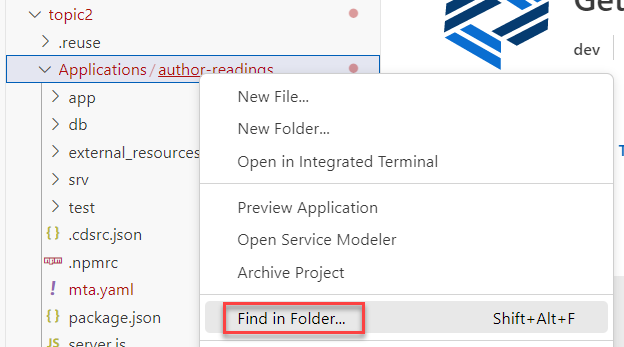 topic2
Get
.reuse
dev
Applications / author-readings
app
New File...
db
New Folder...
external_resources
Open in Integrated Terminal
T
srv
test
Preview Application
.cdsrc.json
Open Service Modeler
.npmrc
Archive Project
mta.yaml
package.json
Find in Folder... Shift+Alt+F
server.js